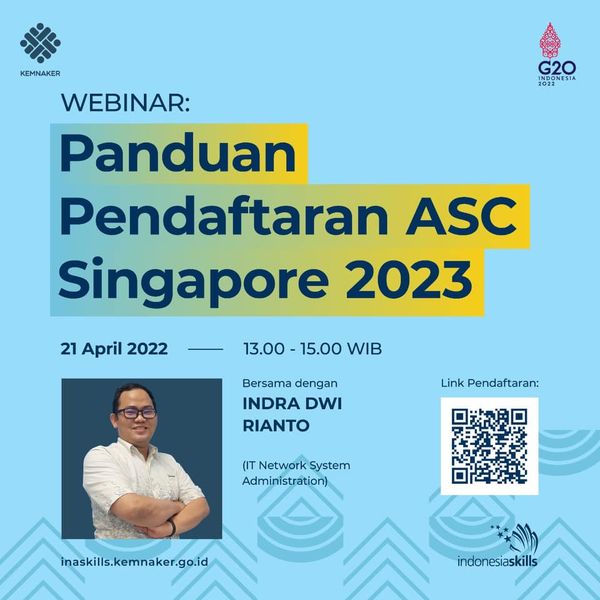 KEMNAKER
G20
INDONESIA
2022
WEBINAR:
Panduan
Pendaftaran ASC
Singapore 2023
21 April 2022
13.00 - 15.00 WIB
Bersama dengan
INDRA DWI
RIANTO
(IT Network System
Administration)
Link Pendaftaran:
inaskills.kemnaker.go.id
indonesiaskills